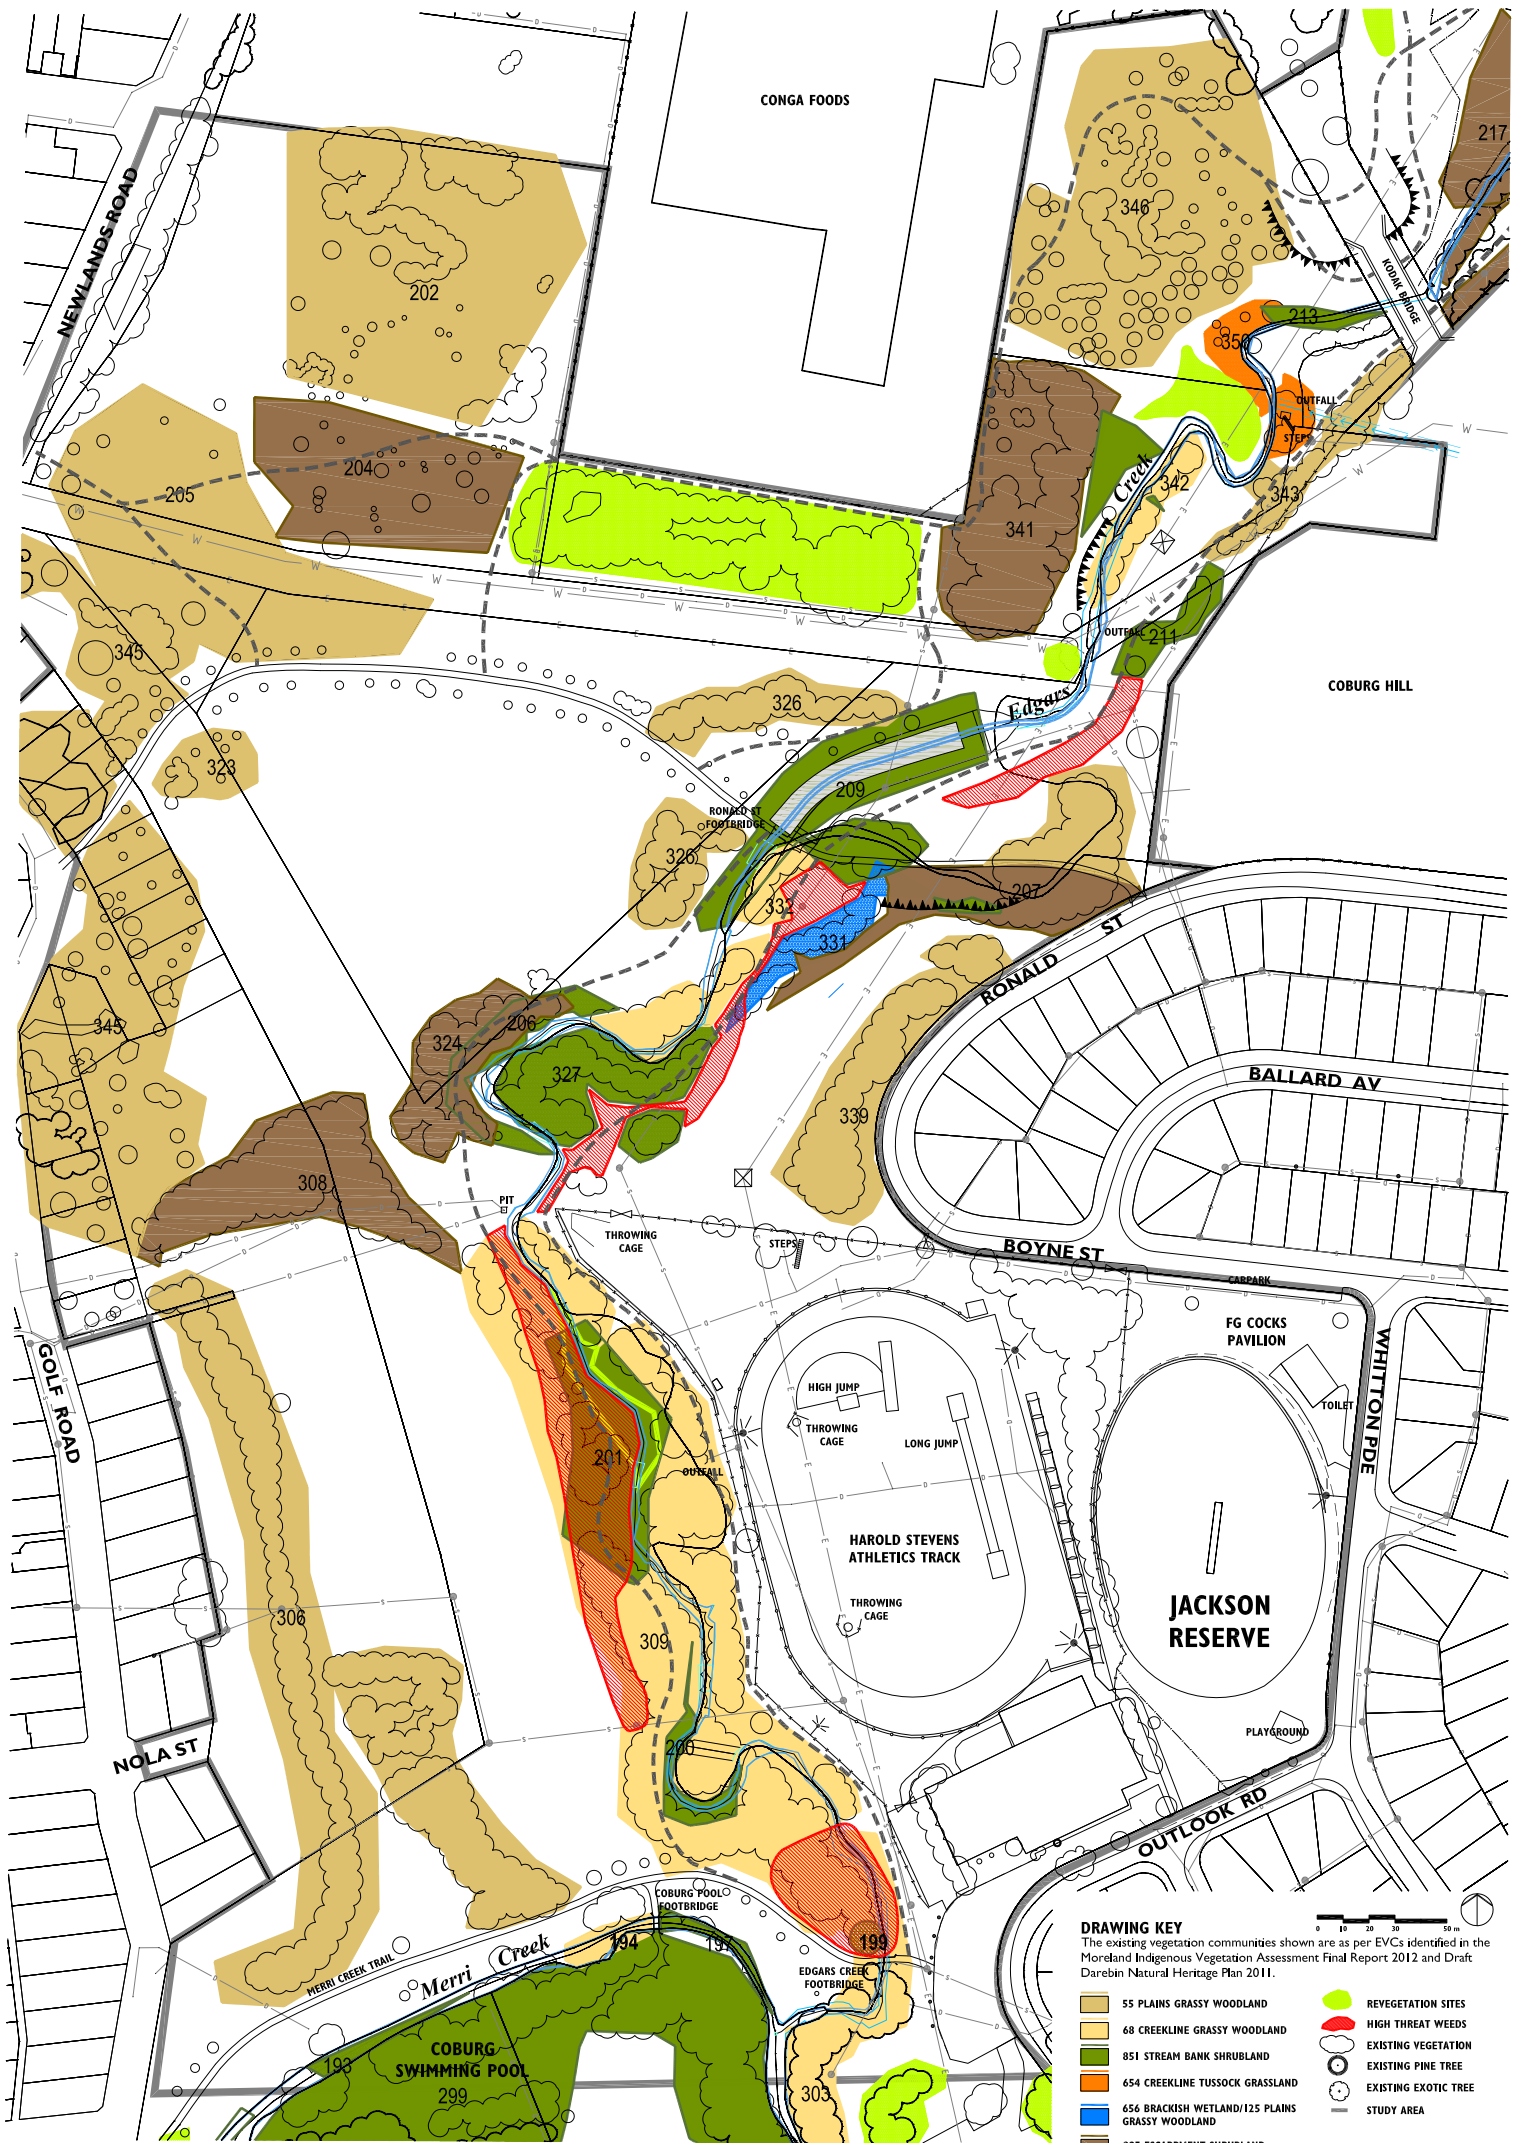 CONGA FOODS
217
NEWLANDS ROAD
346
KODAK BRIDGE
202
213
OUTFALL
STEPS
204
205
342
343
341
Creek
OUTFALL
211
345
COBURG HILL
326
Edgars
323
209
RONALD ST
FOOTBRIDGE
326
207
332
331
RONALD ST
206
345
324
327
BALLARD AV
339
308
PIT
THROWING
CAGE
STEPS
BOYNE ST
CARPARK
FG COCKS
PAVILION
WHITTON PDE
GOLF ROAD
HIGH JUMP
TOILET
THROWING
CAGE
LONG JUMP
201
OUTFALL
HAROLD STEVENS
ATHLETICS TRACK
THROWING
CAGE
JACKSON
RESERVE
306
309
PLAYGROUND
NOLA ST
200
OUTLOOK RD
COBURG POOL
FOOTBRIDGE
194
197
199
Merri Creek
MERRI CREEK TRAIL
EDGARS CREEK
FOOTBRIDGE
COBURG
SWIMMING POOL
193
299
303
DRAWING KEY
0 10 20 30 50 m
The existing vegetation communities shown are as per EVCs identified in the
Moreland Indigenous Vegetation Assessment Final Report 2012 and Draft
Darebin Natural Heritage Plan 2011.
55 PLAINS GRASSY WOODLAND
68 CREEKLINE GRASSY WOODLAND
851 STREAM BANK SHRUBLAND
654 CREEKLINE TUSSOCK GRASSLAND
656 BRACKISH WETLAND/125 PLAINS
GRASSY WOODLAND
REVEGETATION SITES
HIGH THREAT WEEDS
EXISTING VEGETATION
EXISTING PINE TREE
EXISTING EXOTIC TREE
STUDY AREA